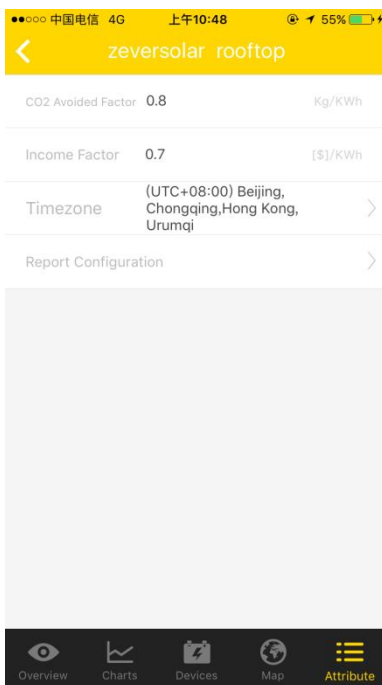 中国电信 4G 上午10:48 55%
zeversolar rooftop
CO2 Avoided Factor 0.8 Kg/KWh
Income Factor 0.7 [$]/KWh
(UTC+08:00) Beijing,
Timezone Chongqing,Hong Kong,
Urumqi
Report Configuration
Overview Charts Devices Map Attribute